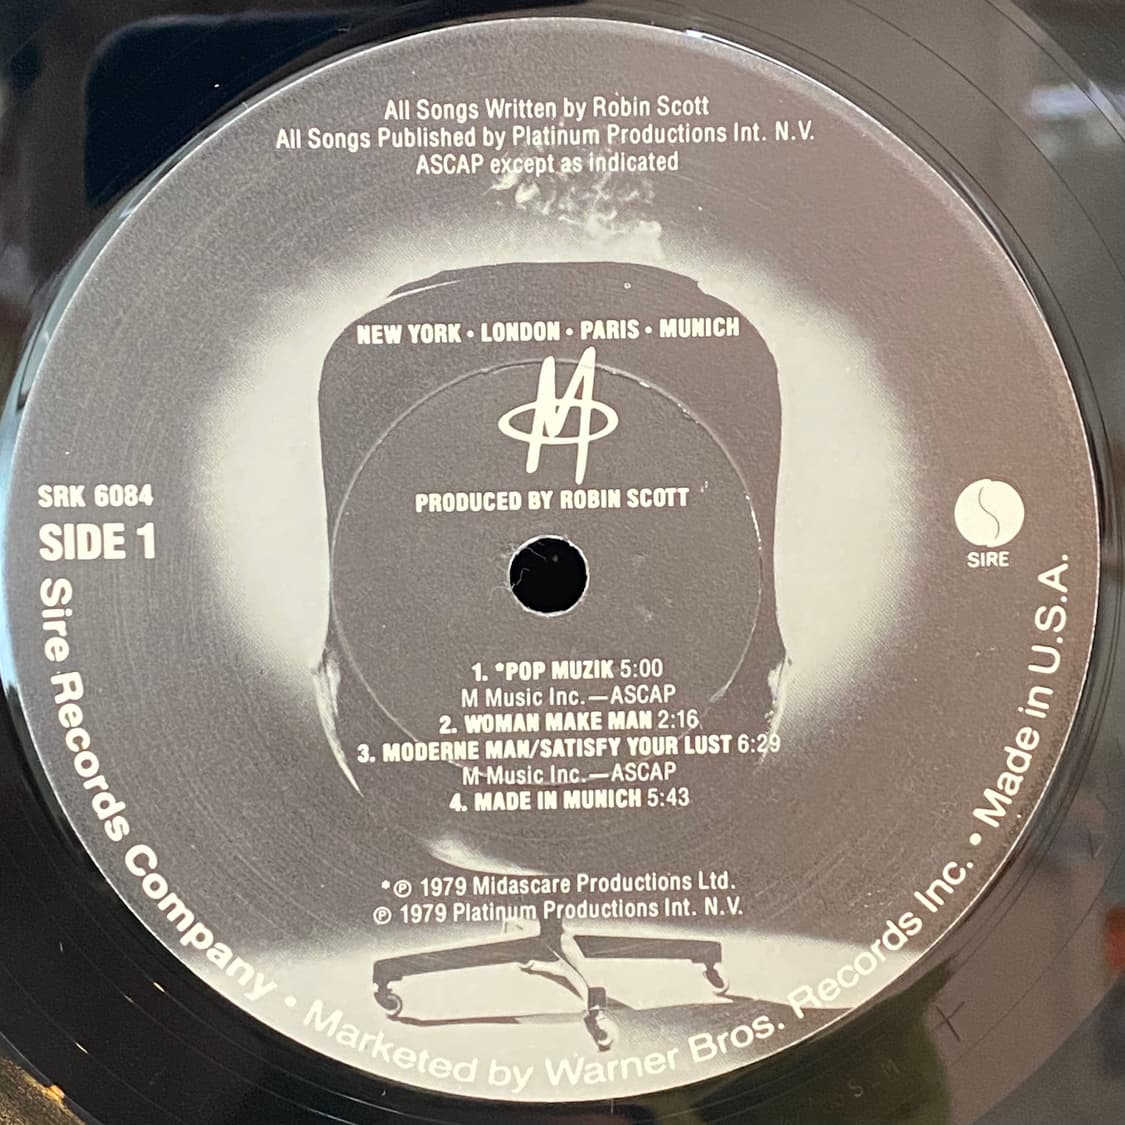 All Songs Written by Robin Scott
All Songs Published by Platinum Productions Int. N.V.
ASCAP except as indicated
NEW YORK • LONDON • PARIS • MUNICH
M
PRODUCED BY ROBIN SCOTT
SRK 6084
SIDE 1
SIRE
1. *POP MUZIK 5:00
M Music Inc.—ASCAP
2. WOMAN MAKE MAN 2:16
3. MODERNE MAN/SATISFY YOUR LUST 6:29
M Music Inc.—ASCAP
4. MADE IN MUNICH 5:43
*℗ 1979 Midascare Productions Ltd.
℗ 1979 Platinum Productions Int. N.V.
Sire Records Company • Marketed by Warner Bros. Records Inc. • Made in U.S.A.